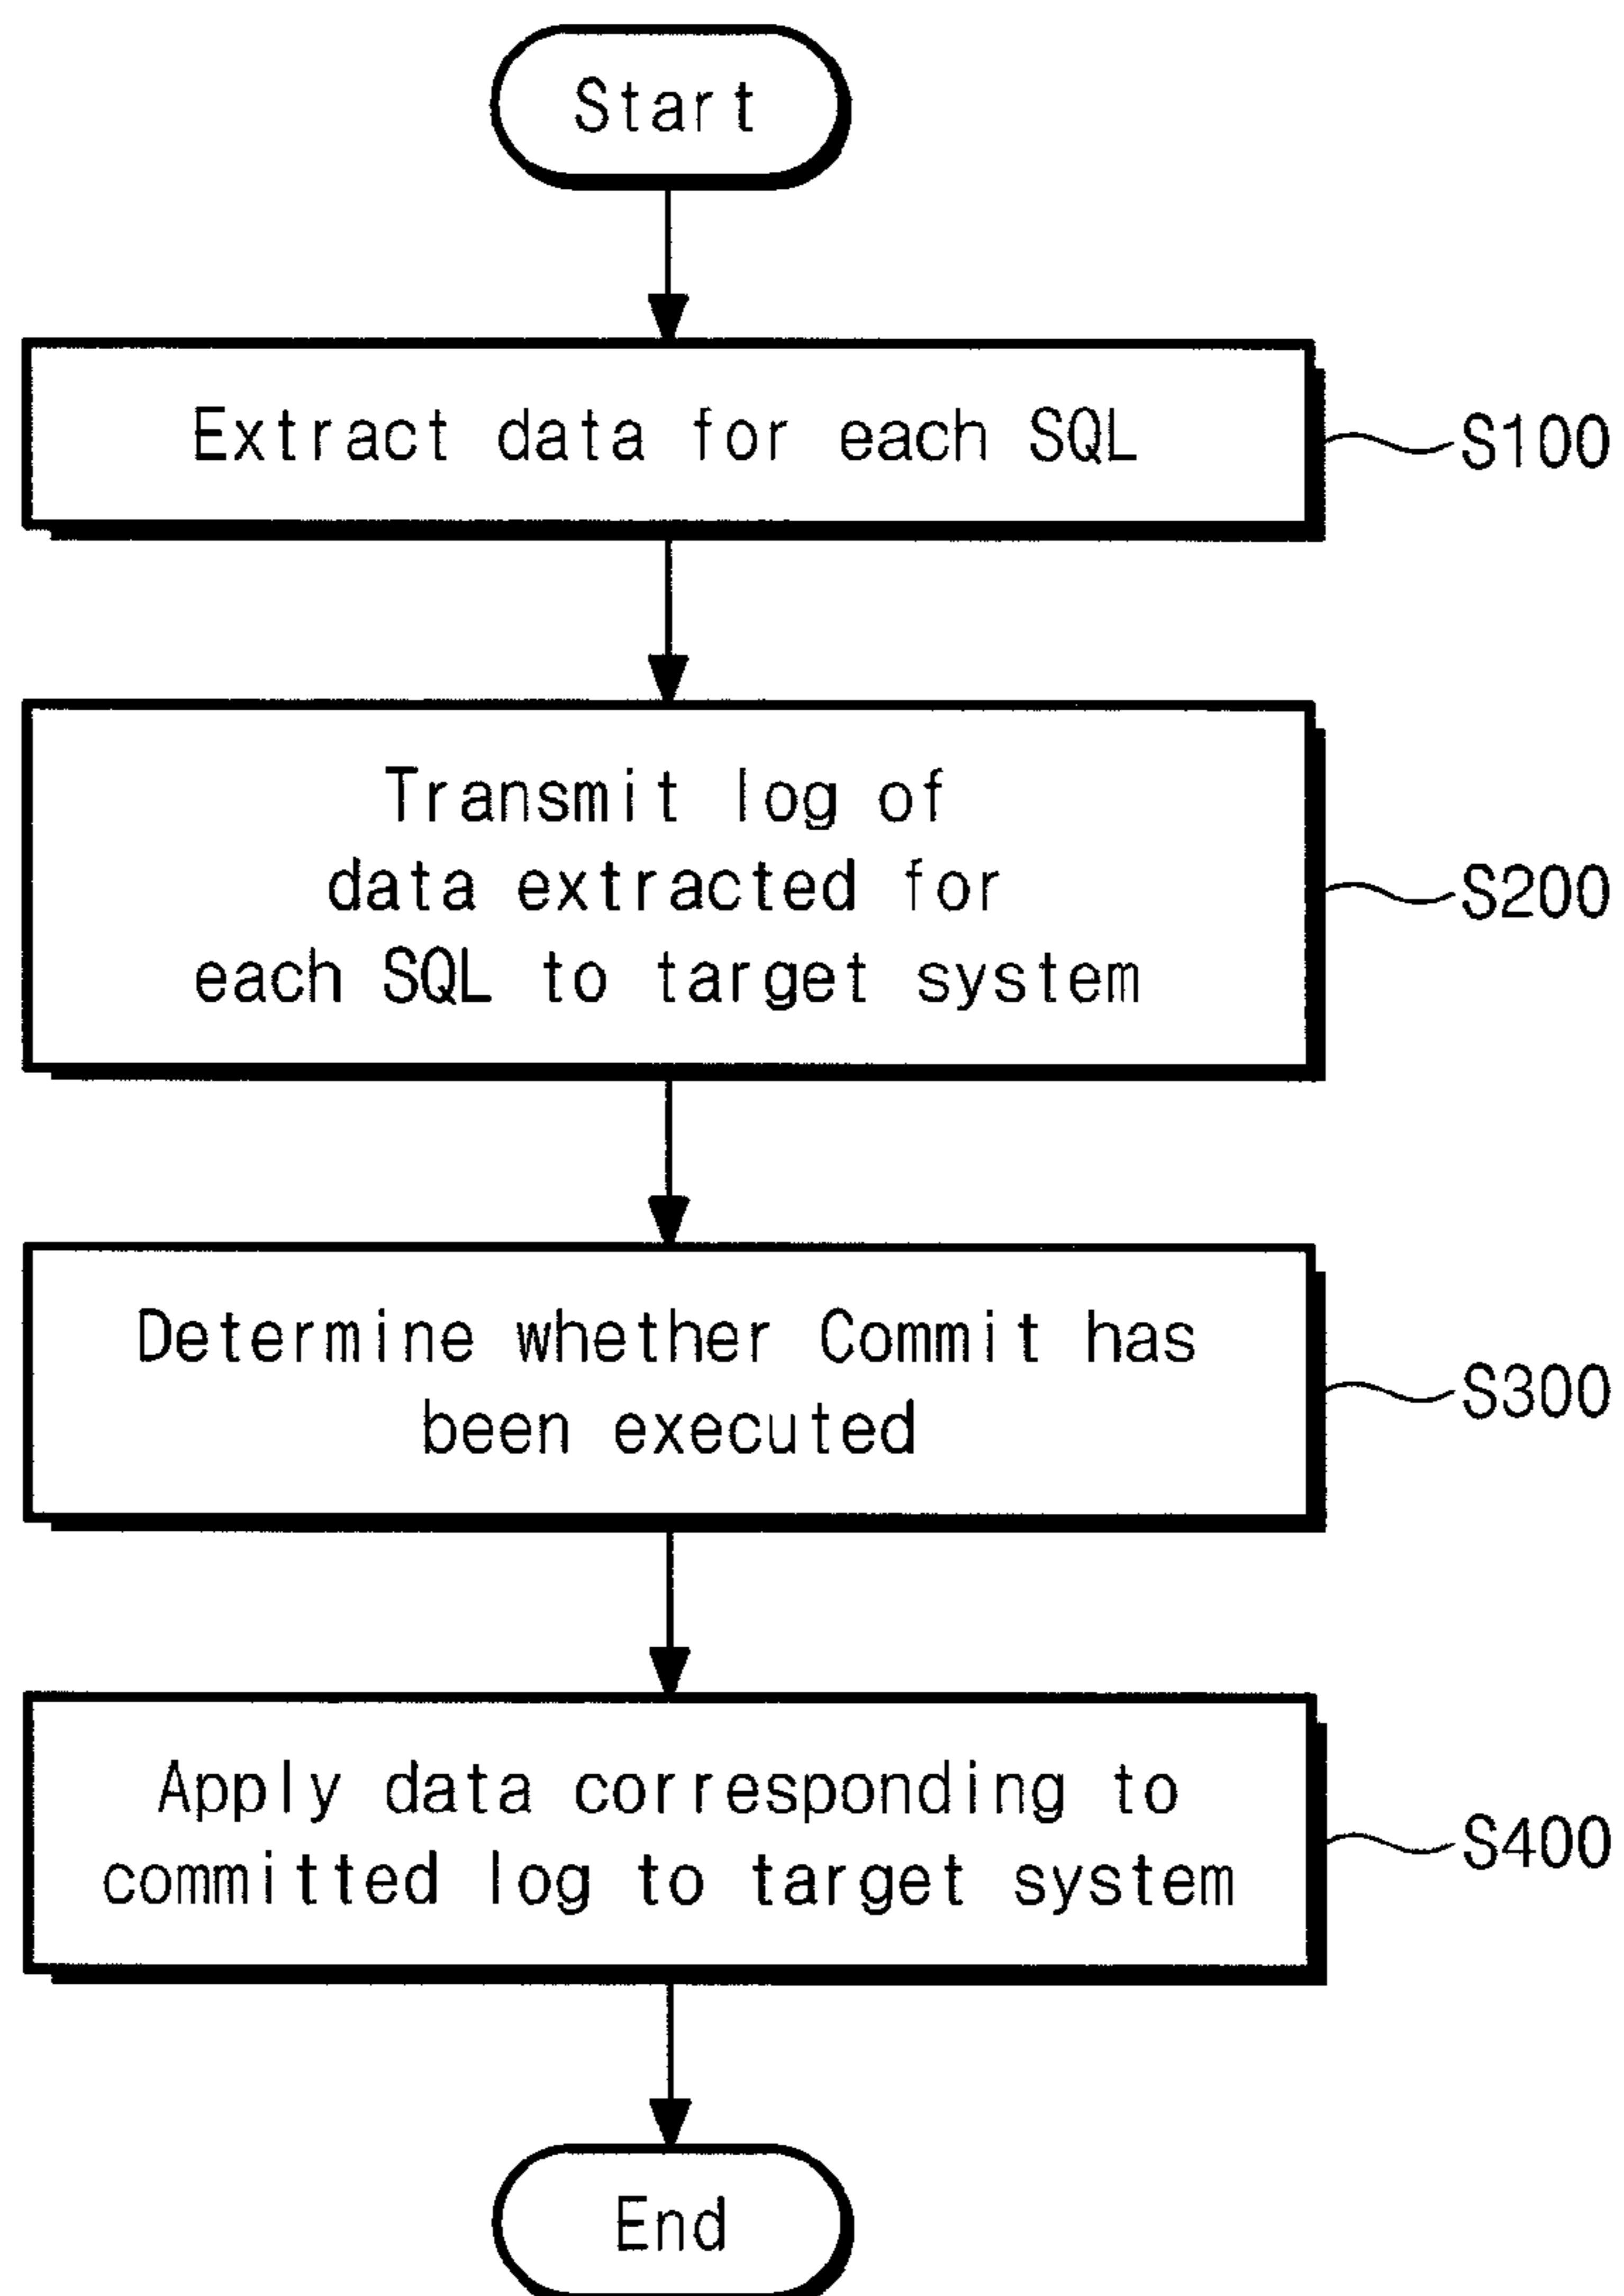 Start
Extract data for each SQL
S100
Transmit log of
data extracted for
each SQL to target system
S200
Determine whether Commit has
been executed
S300
Apply data corresponding to
committed log to target system
S400
End